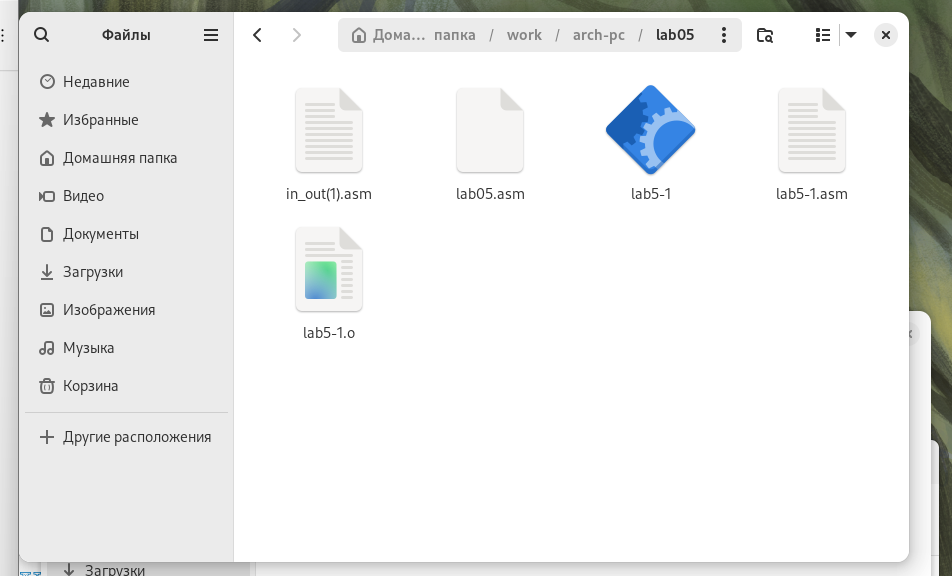 Файлы
Дома... папка / work / arch-pc / lab05
Недавние
Избранные
Домашняя папка
Видео
Документы
Загрузки
Изображения
Музыка
Корзина
Другие расположения
in_out(1).asm
lab05.asm
lab5-1
lab5-1.asm
lab5-1.o
Загрузки